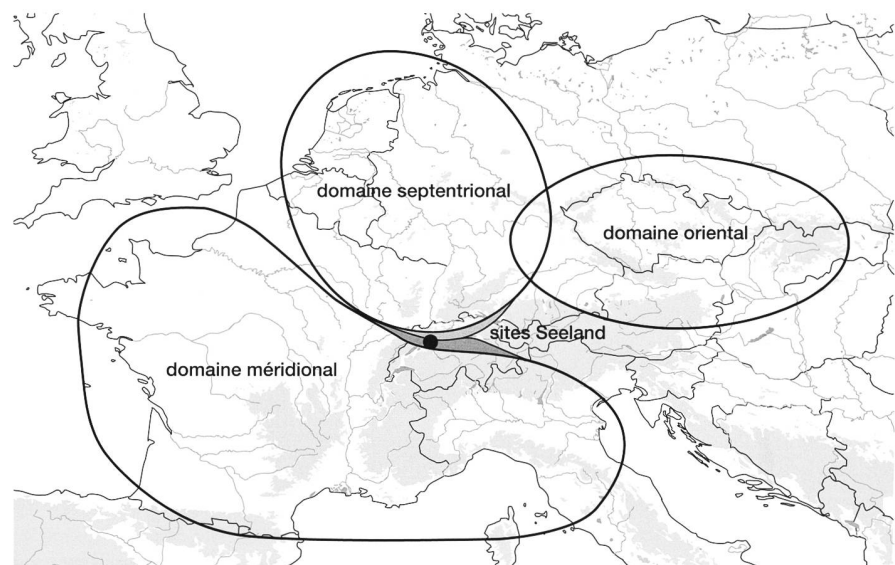 domaine septentrional
domaine oriental
sites Seeland
domaine méridional